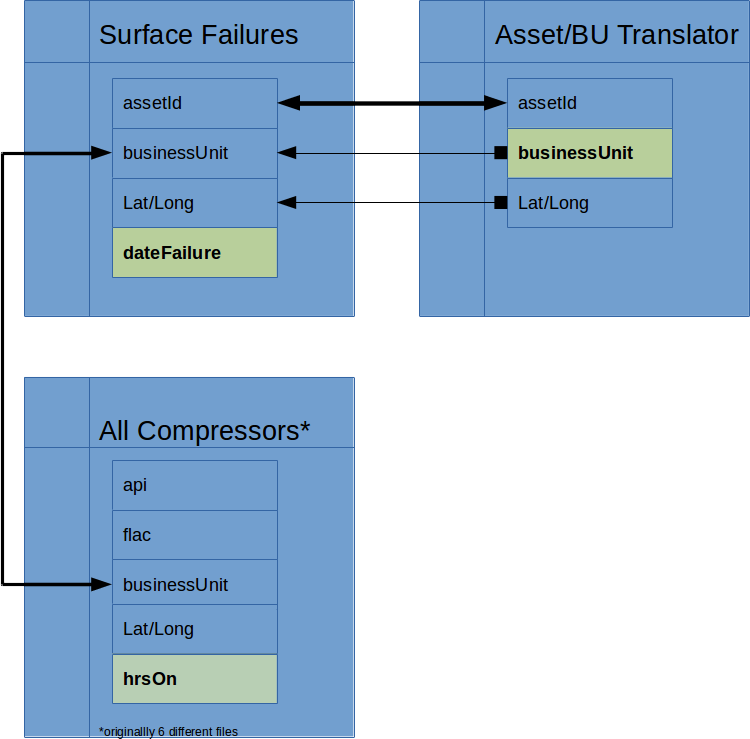 Surface Failures
assetId
businessUnit
Lat/Long
dateFailure
Asset/BU Translator
assetId
businessUnit
Lat/Long
All Compressors*
api
flac
businessUnit
Lat/Long
hrsOn
*originallly 6 different files